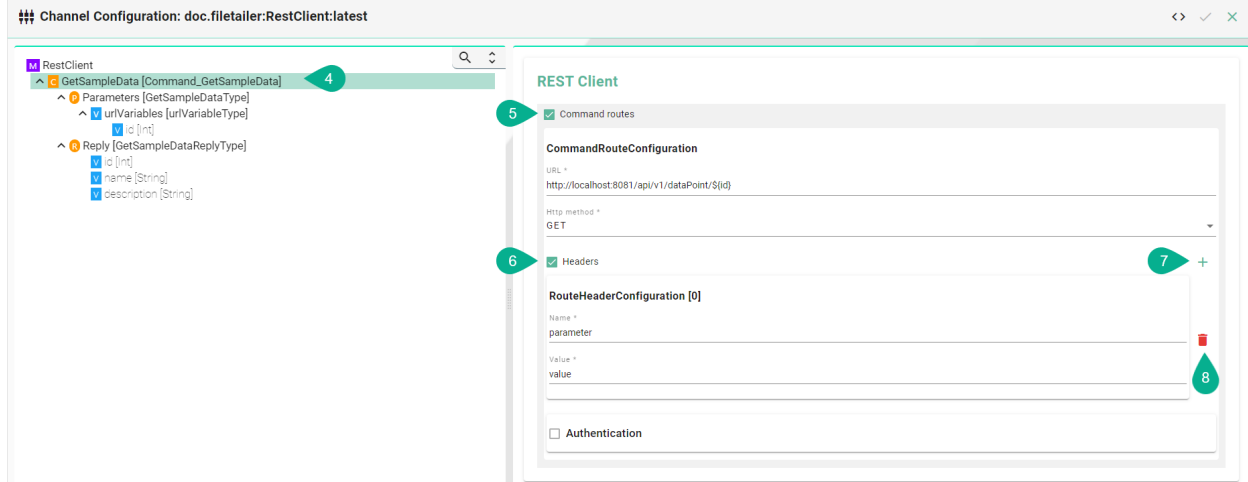 Channel Configuration: doc.filetailer:RestClient:latest
M RestClient
C GetSampleData [Command_GetSampleData]
4
P Parameters [GetSampleDataType]
V urlVariables [urlVariableType]
V id [Int]
R Reply [GetSampleDataReplyType]
V id [Int]
V name [String]
V description [String]
REST Client
5
Command routes
CommandRouteConfiguration
URL *
http://localhost:8081/api/v1/dataPoint/${id}
Http method *
GET
6
Headers
7
RouteHeaderConfiguration [0]
Name *
parameter
Value *
value
8
Authentication